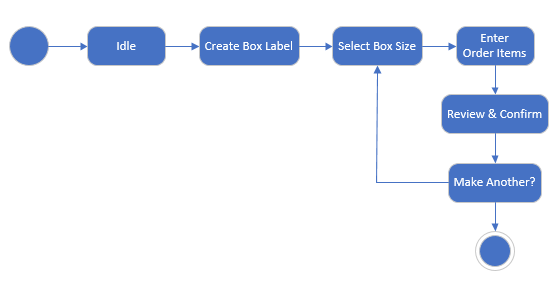 Idle
Create Box Label
Select Box Size
Enter
Order Items
Review & Confirm
Make Another?